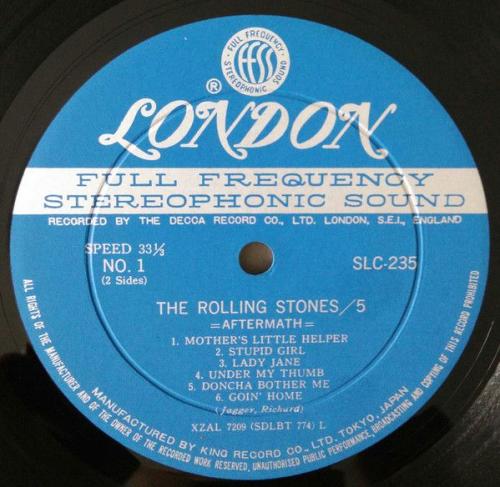 FULL FREQUENCY
ffss
STEREOPHONIC SOUND
®
LONDON
FULL FREQUENCY
STEREOPHONIC SOUND
RECORDED BY THE DECCA RECORD CO., LTD. LONDON, S.E.I., ENGLAND
SPEED 33⅓
NO. 1
(2 Sides)
SLC-235
THE ROLLING STONES/5
=AFTERMATH=
1. MOTHER'S LITTLE HELPER
2. STUPID GIRL
3. LADY JANE
4. UNDER MY THUMB
5. DONCHA BOTHER ME
6. GOIN' HOME
(Jagger, Richard)
XZAL 7209 (SDLBT 774) L
MANUFACTURED BY KING RECORD CO., LTD. TOKYO, JAPAN
ALL RIGHTS OF THE MANUFACTURER AND OF THE OWNER OF THE RECORDED WORK RESERVED, UNAUTHORISED PUBLIC PERFORMANCE, BROADCASTING AND COPYING OF THIS RECORD PROHIBITED